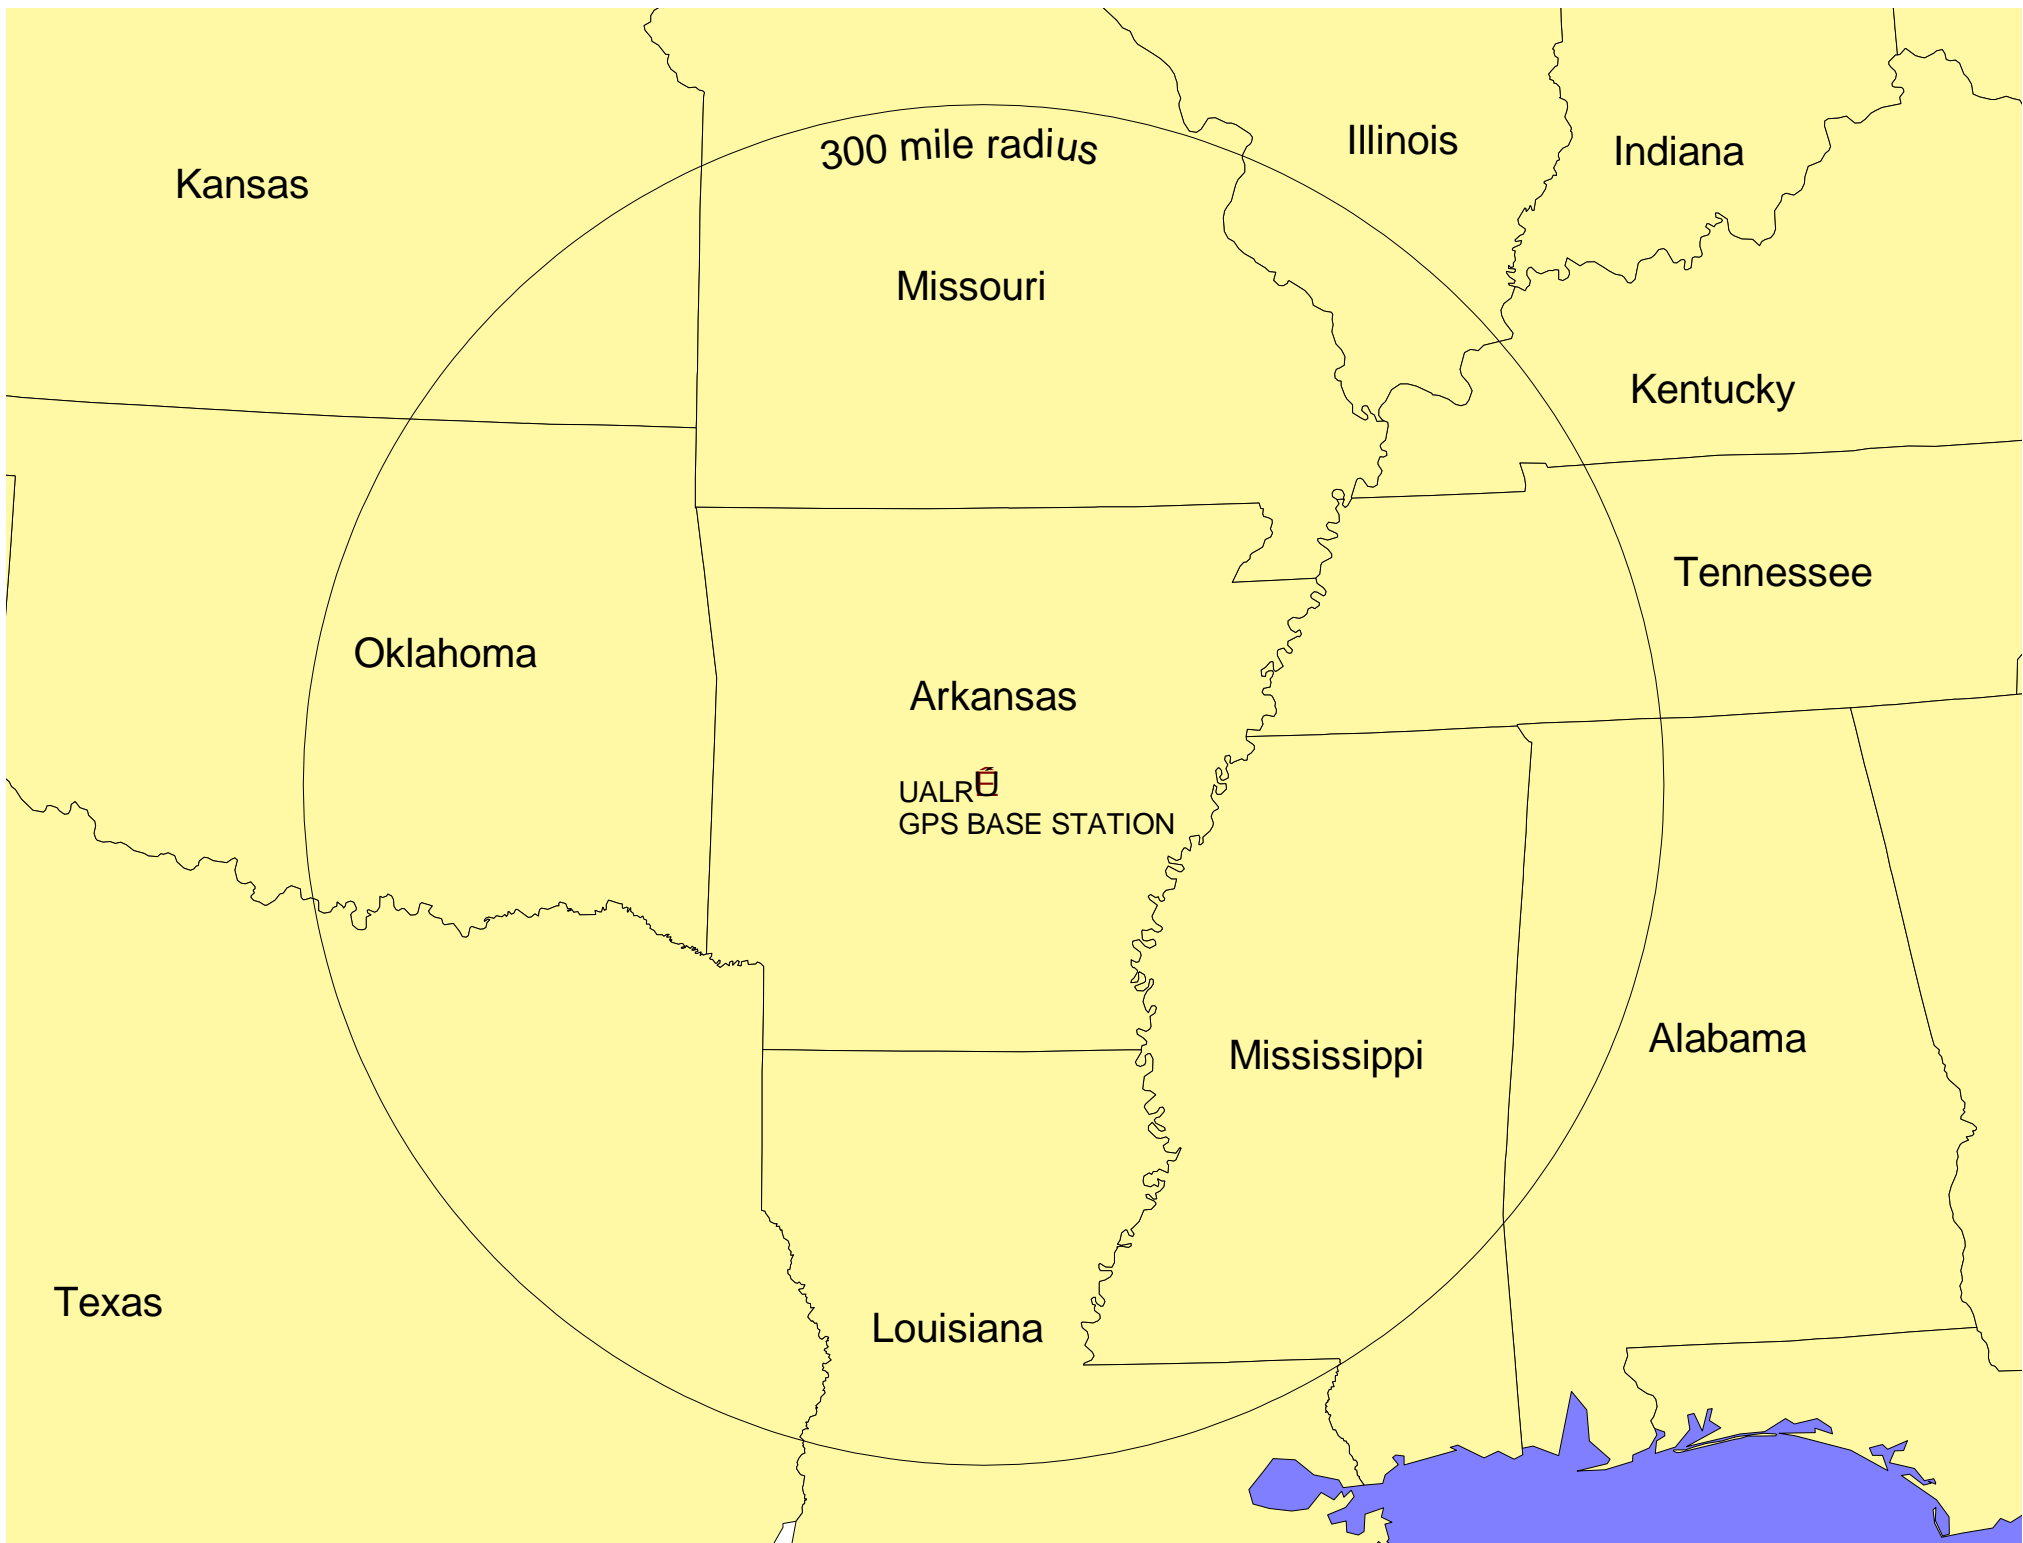 300 mile radius
Illinois
Indiana
Kansas
Missouri
Kentucky
Tennessee
Oklahoma
Arkansas
UALR
GPS BASE STATION
Mississippi
Alabama
Texas
Louisiana